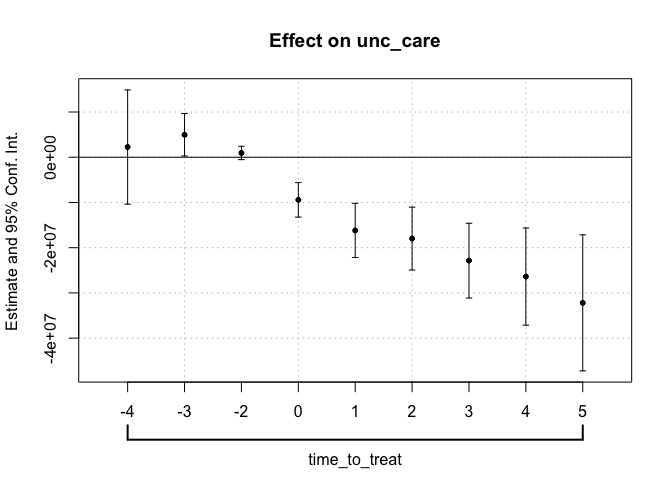 Effect on unc_care
Estimate and 95% Conf. Int.
0e+00
-2e+07
-4e+07
-4 -3 -2 0 1 2 3 4 5
time_to_treat